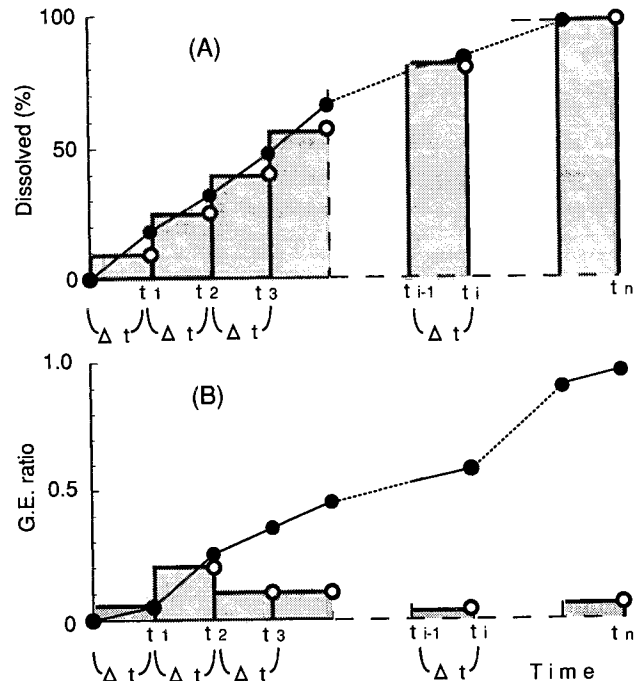 100
(A)
Dissolved (%)
50
0
t 1 t 2 t 3 t i-1 t i t n
Δ t Δ t Δ t Δ t
1.0
(B)
G.E. ratio
0.5
0
t 1 t 2 t 3 t i-1 t i t n
Δ t Δ t Δ t Δ t Time